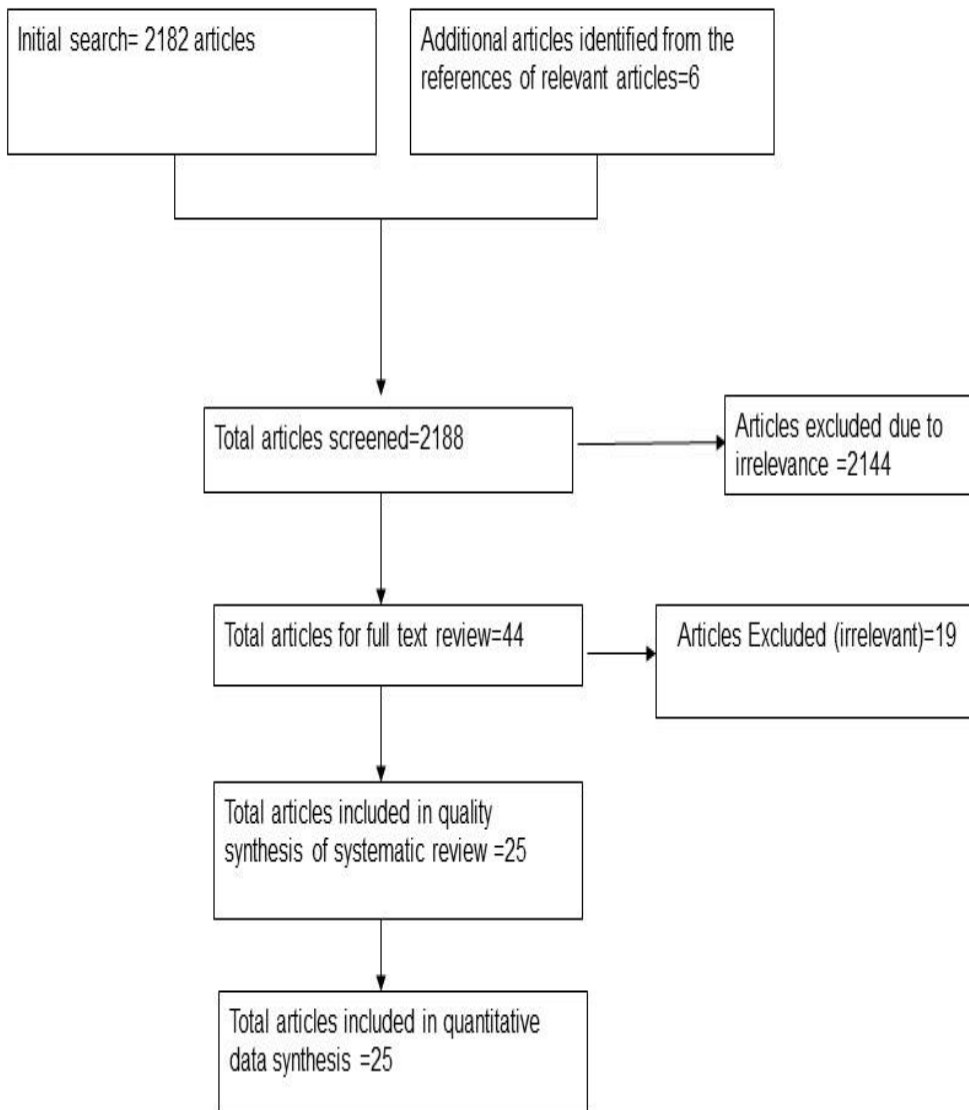 Initial search= 2182 articles
Additional articles identified from the
references of relevant articles=6
Total articles screened=2188
Articles excluded due to
irrelevance =2144
Total articles for full text review=44
Articles Excluded (irrelevant)=19
Total articles included in quality
synthesis of systematic review =25
Total articles included in quantitative
data synthesis =25